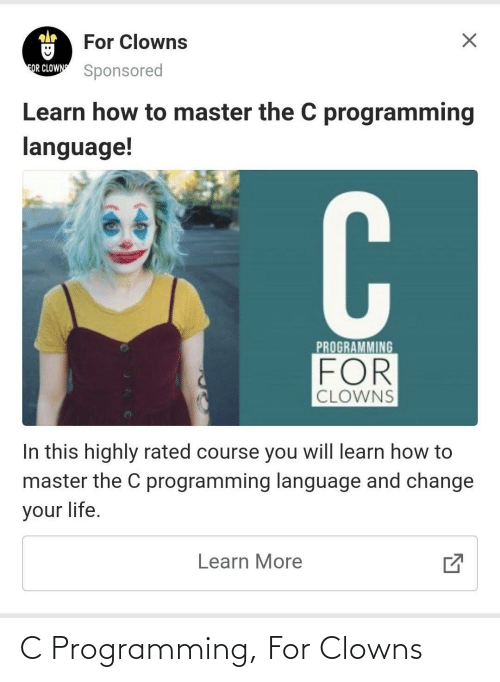 For Clowns
FOR CLOWNS
Sponsored
Learn how to master the C programming
language!
C
PROGRAMMING
FOR
CLOWNS
In this highly rated course you will learn how to
master the C programming language and change
your life.
Learn More
C Programming, For Clowns